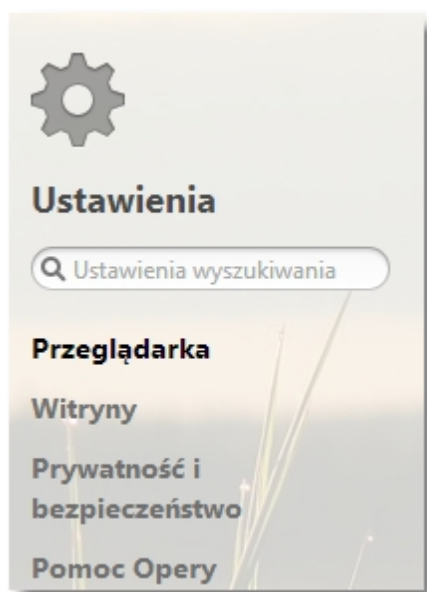 Ustawienia
Ustawienia wyszukiwania
Przeglądarka
Witryny
Prywatność i
bezpieczeństwo
Pomoc Opery